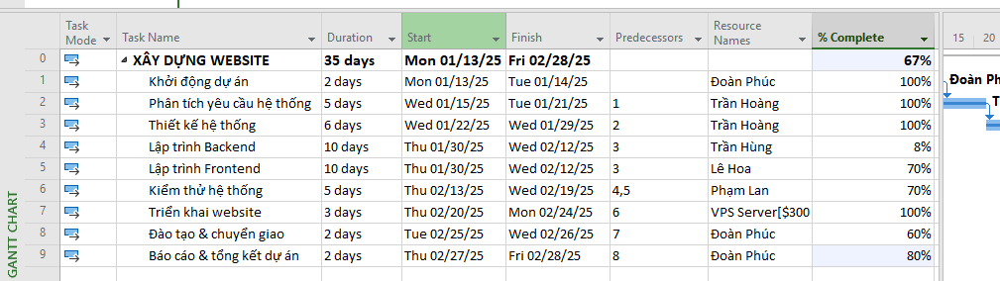 Task Mode Task Name Duration Start Finish Predecessors Resource Names % Complete 15 20
0 XÂY DỰNG WEBSITE 35 days Mon 01/13/25 Fri 02/28/25 67%
1 Khởi động dự án 2 days Mon 01/13/25 Tue 01/14/25 Đoàn Phúc 100% Đoàn Ph
2 Phân tích yêu cầu hệ thống 5 days Wed 01/15/25 Tue 01/21/25 1 Trần Hoàng 100% T
3 Thiết kế hệ thống 6 days Wed 01/22/25 Wed 01/29/25 2 Trần Hoàng 100%
4 Lập trình Backend 10 days Thu 01/30/25 Wed 02/12/25 3 Trần Hùng 8%
5 Lập trình Frontend 10 days Thu 01/30/25 Wed 02/12/25 3 Lê Hoa 70%
6 Kiểm thử hệ thống 5 days Thu 02/13/25 Wed 02/19/25 4,5 Phạm Lan 70%
7 Triển khai website 3 days Thu 02/20/25 Mon 02/24/25 6 VPS Server[$300 100%
8 Đào tạo & chuyển giao 2 days Tue 02/25/25 Wed 02/26/25 7 Đoàn Phúc 60%
9 Báo cáo & tổng kết dự án 2 days Thu 02/27/25 Fri 02/28/25 8 Đoàn Phúc 80%
GANTT CHART